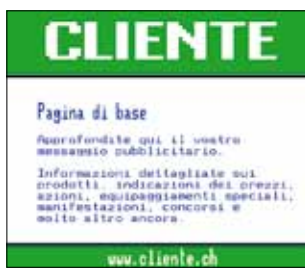 CLIENTE
Pagina di base
Approfondite qui il vostro
messaggio pubblicitario.
Informazioni dettagliate sui
prodotti, indicazioni dei prezzi,
azioni, equipaggiamenti speciali,
manifestazioni, concorsi e
molto altro ancora.
www.cliente.ch